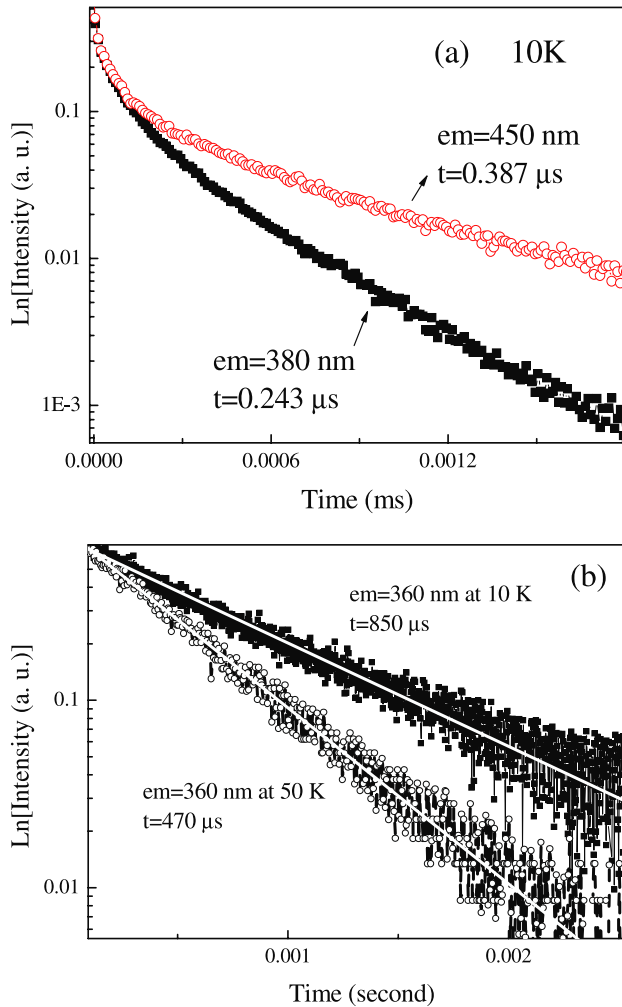 (a) 10K
0.1
em=450 nm
t=0.387 µs
0.01
em=380 nm
t=0.243 µs
1E-3
0.0000 0.0006 0.0012
Time (ms)
Ln[Intensity (a. u.)]
(b)
em=360 nm at 10 K
t=850 µs
0.1
em=360 nm at 50 K
t=470 µs
0.01
0.001 0.002
Time (second)
Ln[Intensity (a. u.)]